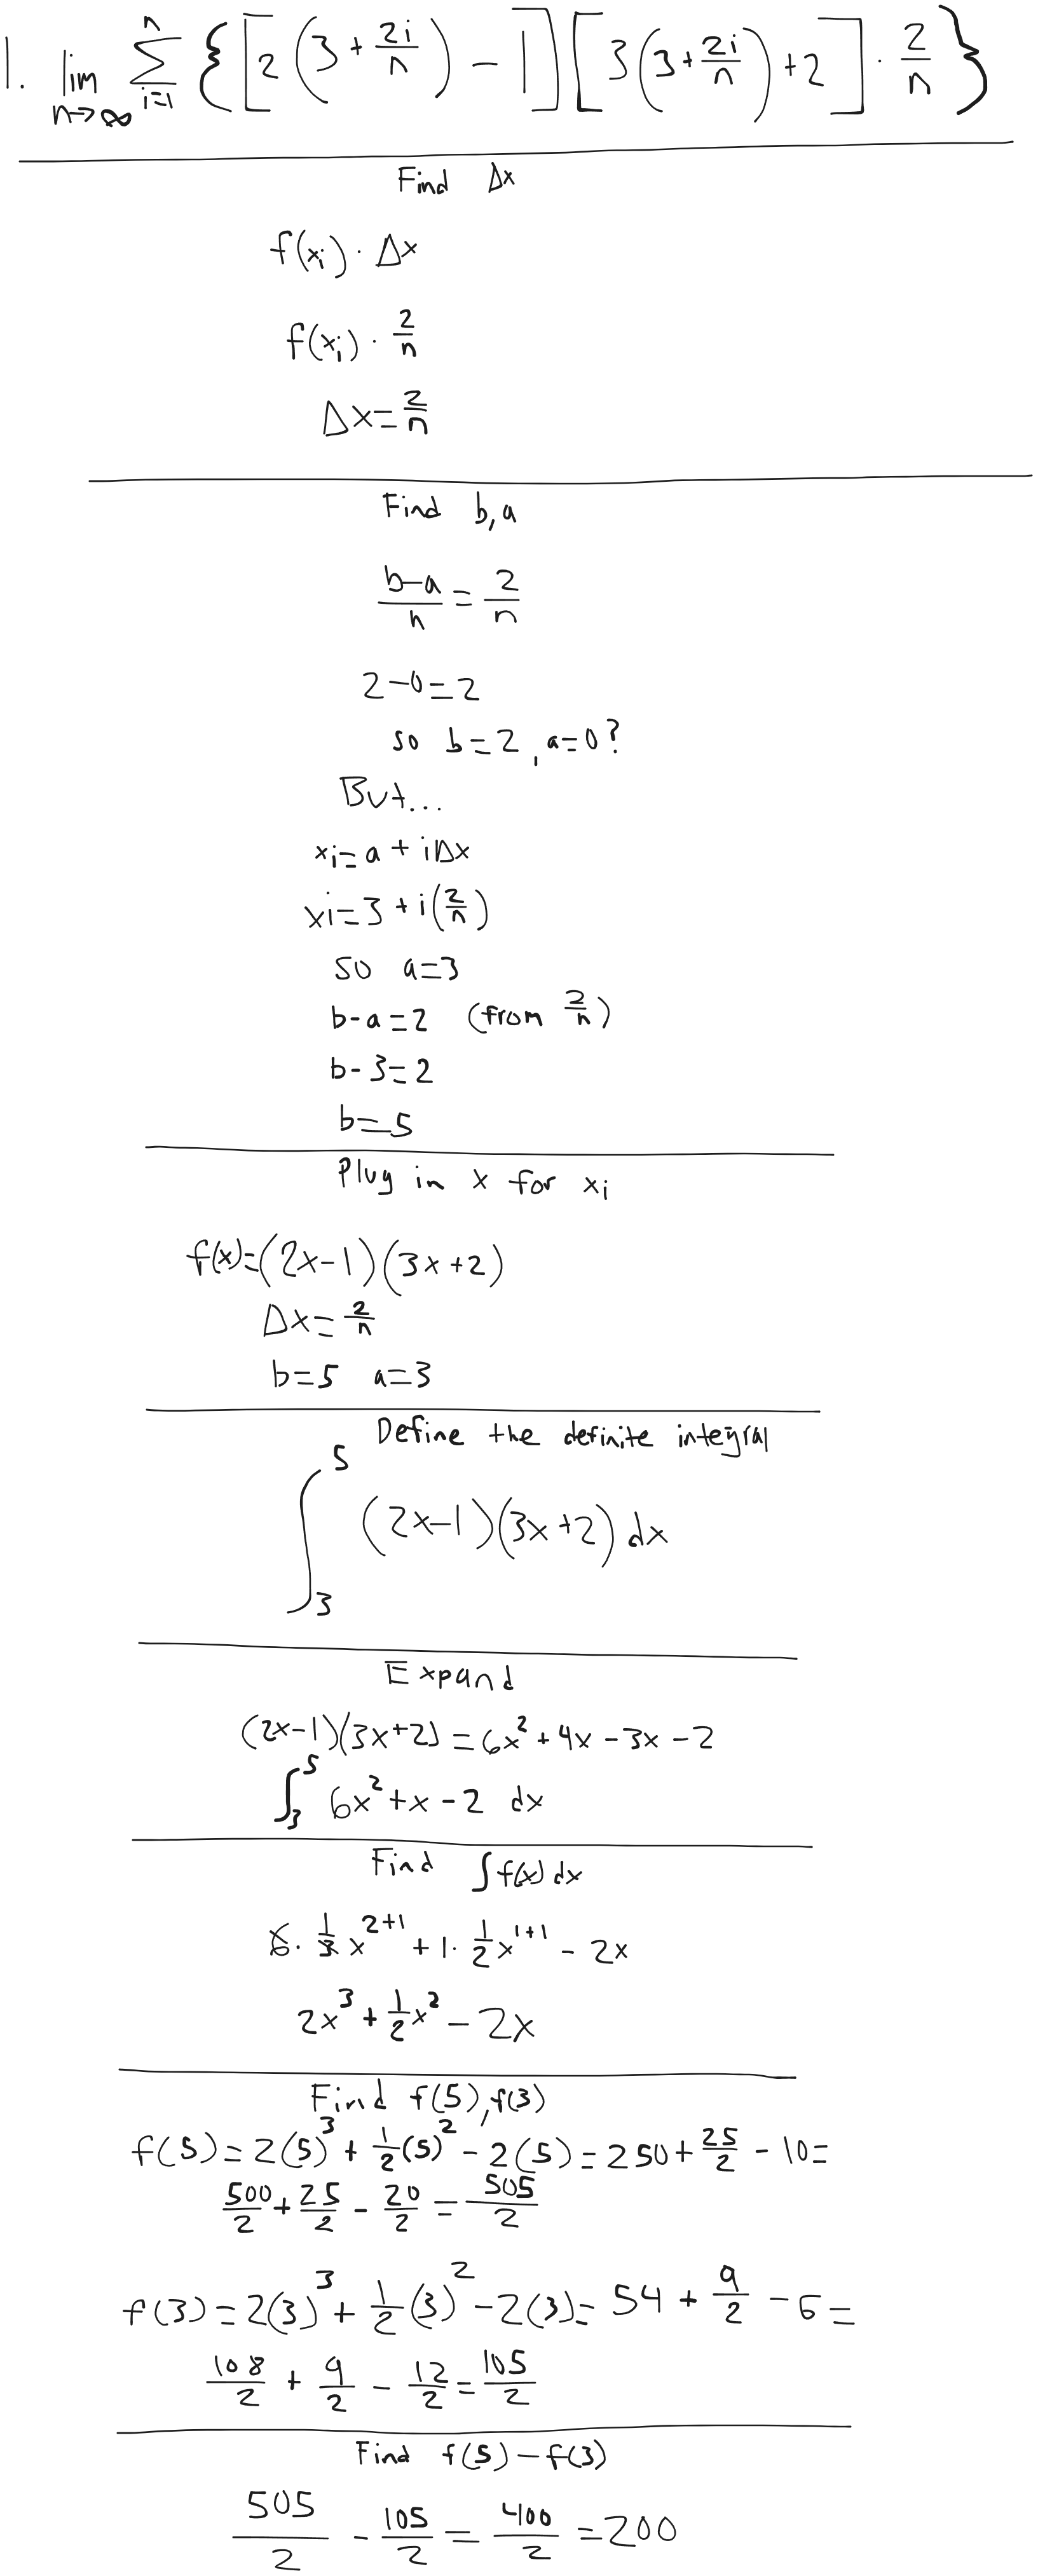 1. lim n→∞ n Σ i=1 {[2(3 + 2i/n) - 1][3(3 + 2i/n) + 2] · 2/n}
Find Δx
f(xi) · Δx
f(xi) · 2/n
Δx = 2/n
Find b, a
b-a/n = 2/n
2-0=2
so b=2, a=0?
But...
xi = a + iΔx
xi = 3 + i(2/n)
so a=3
b-a=2 (from 2/n)
b-3=2
b=5
Plug in x for xi
f(x)=(2x-1)(3x+2)
Δx = 2/n
b=5 a=3
Define the definite integral
∫₃⁵ (2x-1)(3x+2) dx
Expand
(2x-1)(3x+2) = 6x² + 4x - 3x - 2
∫₃⁵ 6x² + x - 2 dx
Find ∫f(x) dx
6 · 1/3 x^2+1 + 1 · 1/2 x^1+1 - 2x
2x³ + 1/2 x² - 2x
Find f(5), f(3)
f(5) = 2(5)³ + 1/2 (5)² - 2(5) = 250 + 25/2 - 10 =
500/2 + 25/2 - 20/2 = 505/2
f(3) = 2(3)³ + 1/2 (3)² - 2(3) = 54 + 9/2 - 6 =
108/2 + 9/2 - 12/2 = 105/2
Find f(5) - f(3)
505/2 - 105/2 = 400/2 = 200